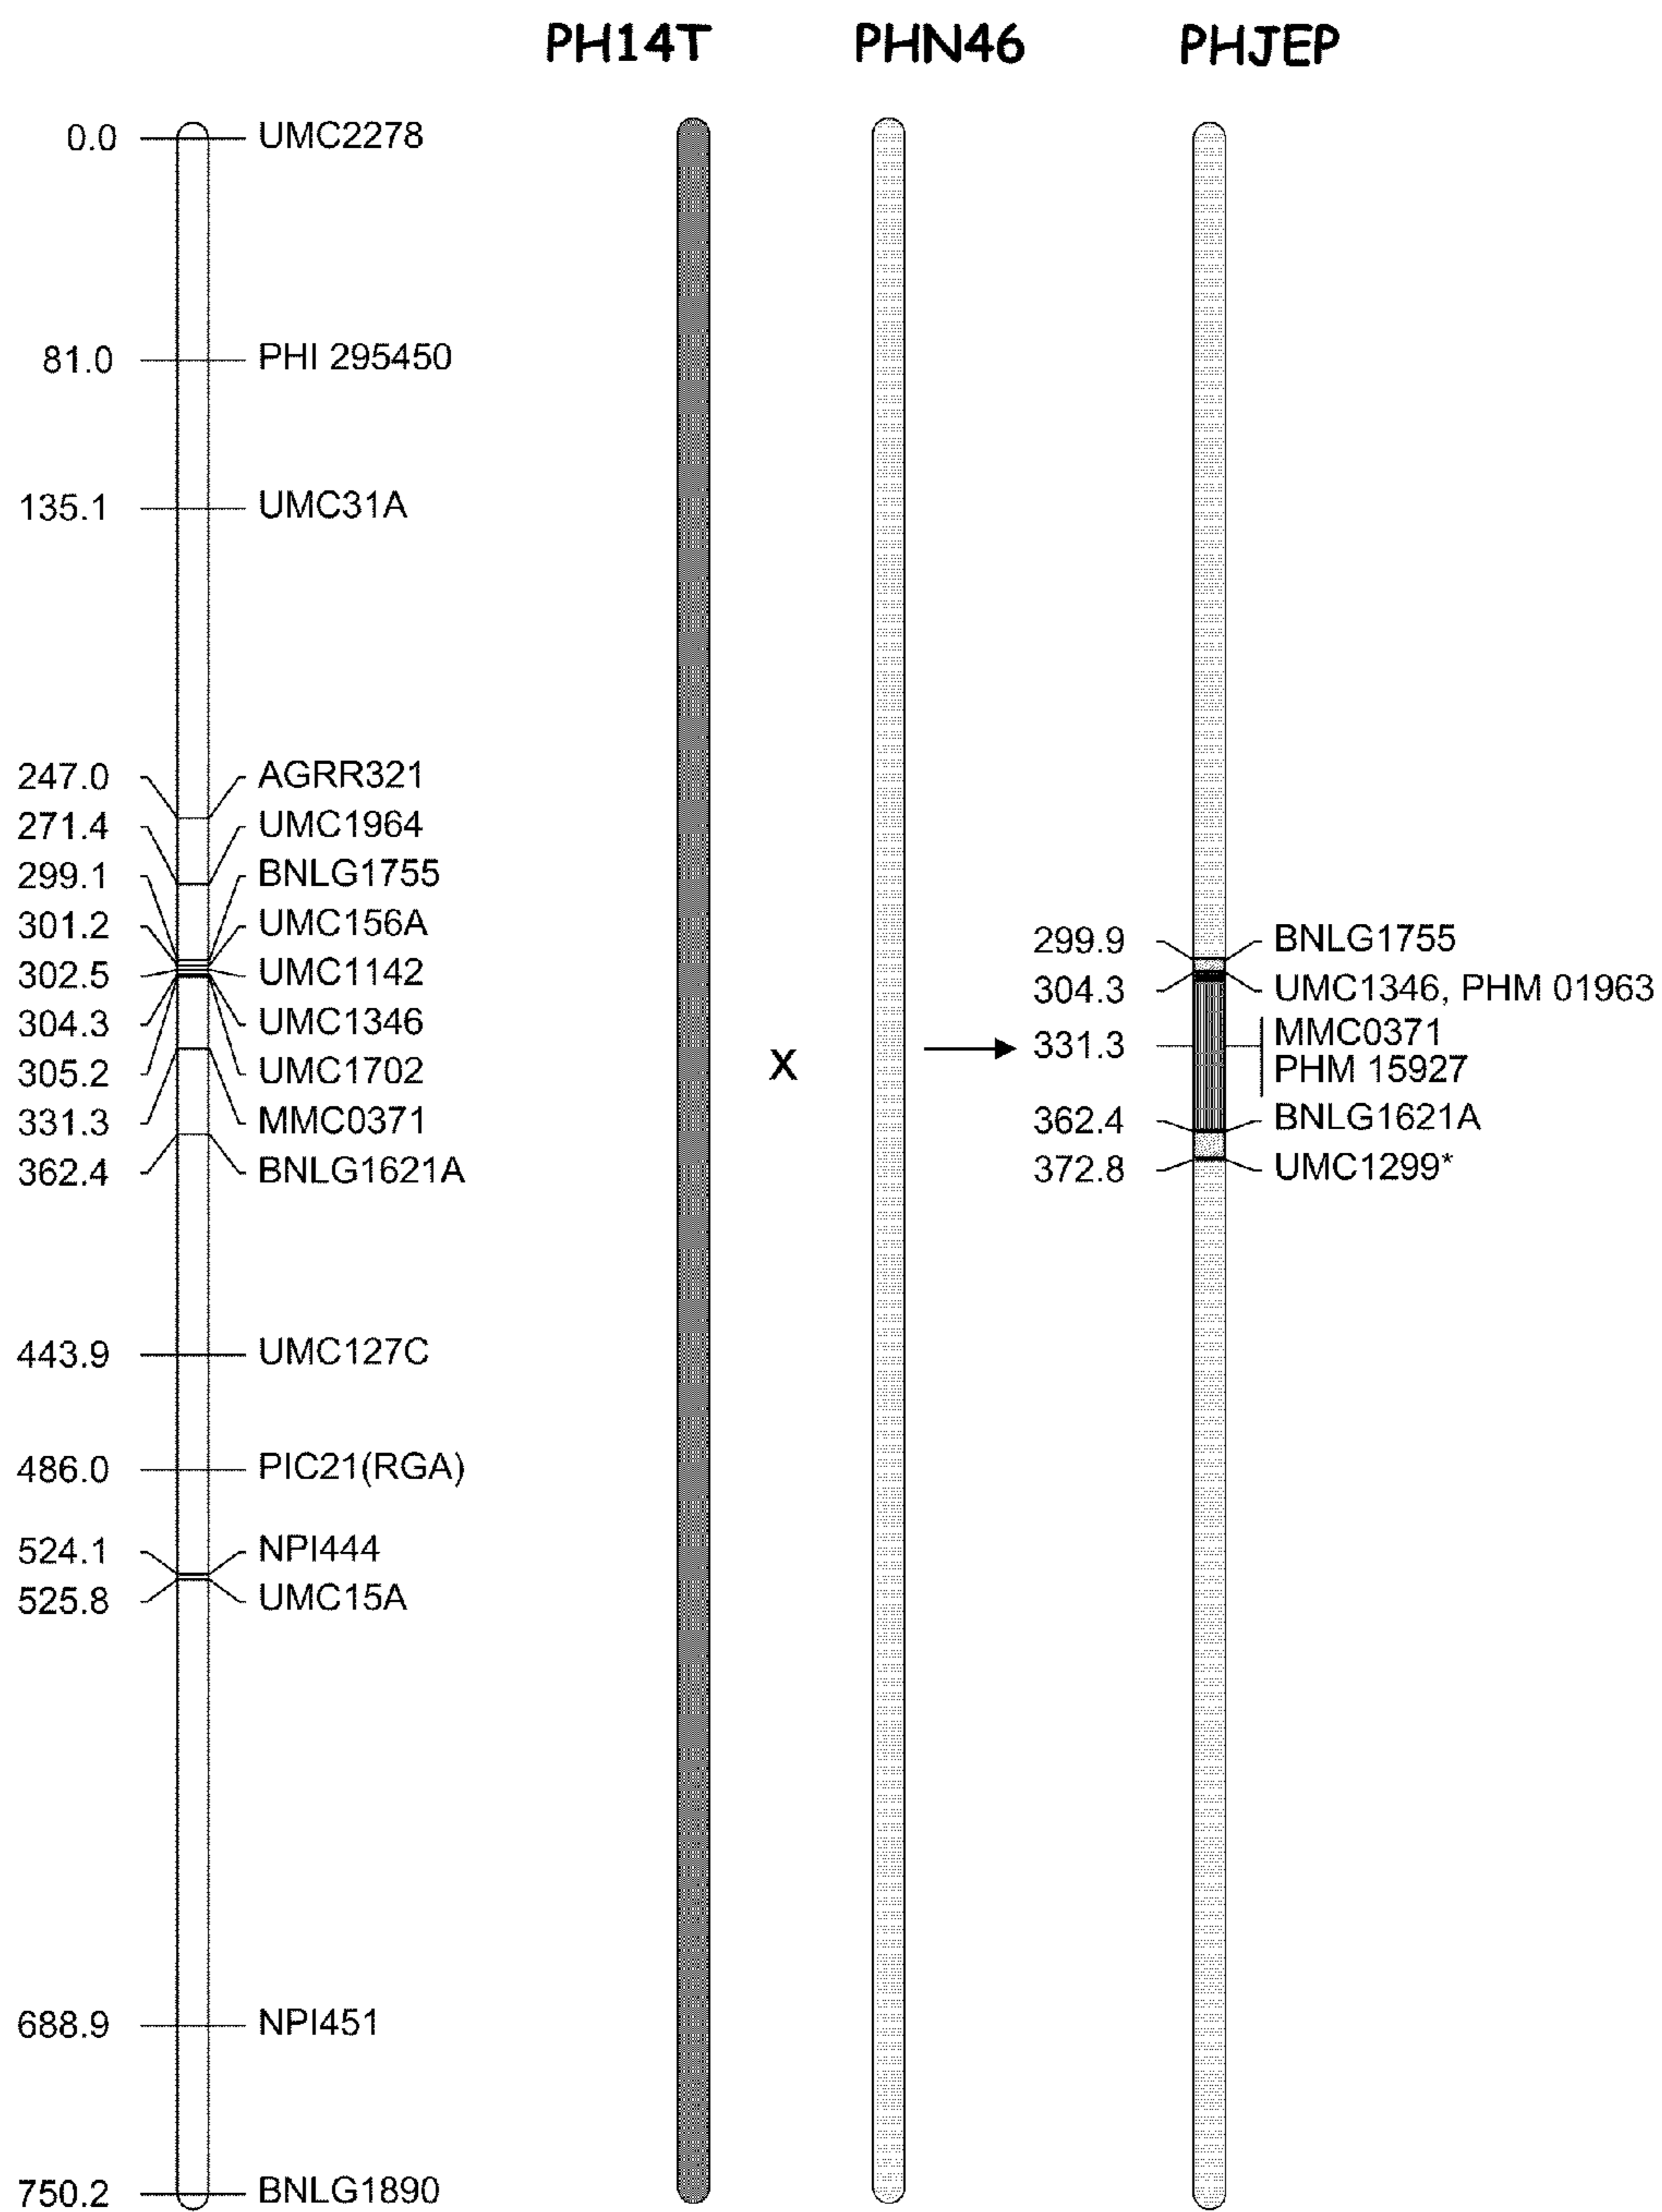 PH14T PHN46 PHJEP
0.0 UMC2278
81.0 PHI 295450
135.1 UMC31A
247.0 AGRR321
271.4 UMC1964
299.1 BNLG1755
301.2 UMC156A
302.5 UMC1142
304.3 UMC1346
305.2 UMC1702
331.3 MMC0371
362.4 BNLG1621A
443.9 UMC127C
486.0 PIC21(RGA)
524.1 NPI444
525.8 UMC15A
688.9 NPI451
750.2 BNLG1890
X
299.9 BNLG1755
304.3 UMC1346, PHM 01963
331.3 MMC0371
PHM 15927
362.4 BNLG1621A
372.8 UMC1299*